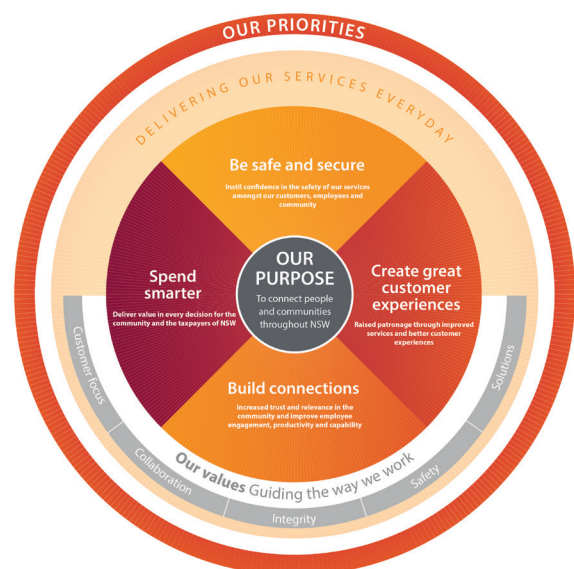 OUR PRIORITIES
DELIVERING OUR SERVICES EVERYDAY
Be safe and secure
Instil confidence in the safety of our services
amongst our customers, employees and
community
Spend
smarter
Deliver value in every decision for the
community and the taxpayers of NSW
OUR
PURPOSE
To connect people
and communities
throughout NSW
Create great
customer
experiences
Raised patronage through improved
services and better customer
experiences
Build connections
Increased trust and relevance in the
community and improve employee
engagement, productivity and capability
Our values Guiding the way we work
Customer focus
Collaboration
Integrity
Safety
Solutions